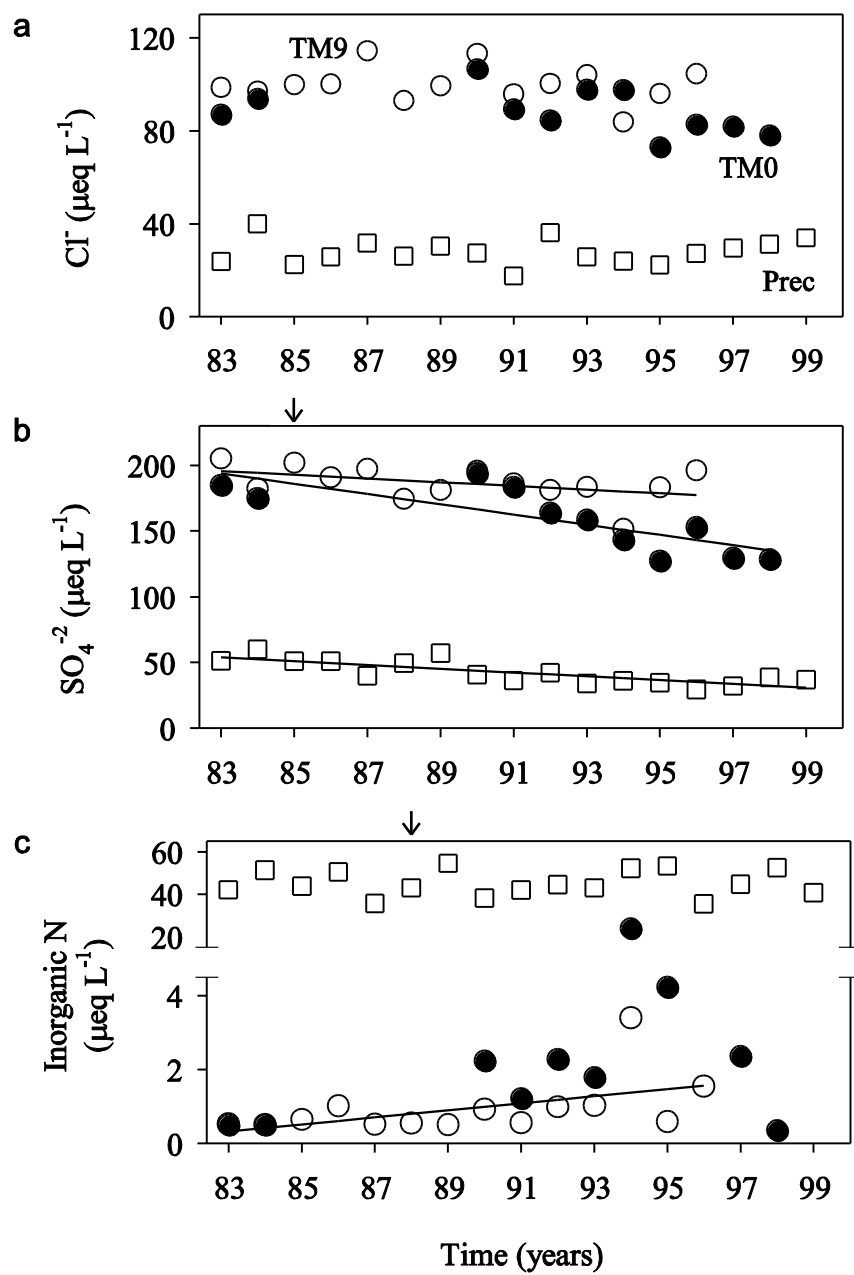 a
120
TM9
80
TM0
40
Prec
0
Cl⁻ (µeq L⁻¹)
83 85 87 89 91 93 95 97 99
b
200
150
100
50
0
SO₄⁻² (µeq L⁻¹)
83 85 87 89 91 93 95 97 99
c
60
40
20
4
2
0
Inorganic N
(µeq L⁻¹)
83 85 87 89 91 93 95 97 99
Time (years)